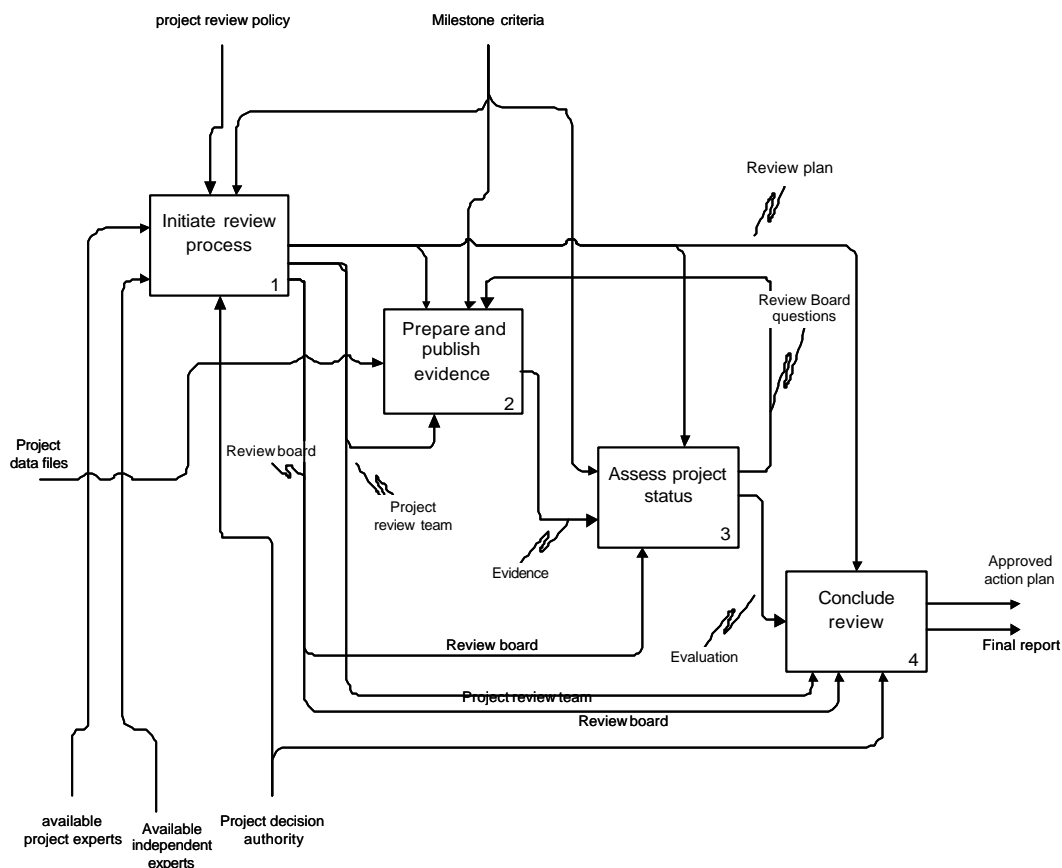 project review policy
Milestone criteria
Review plan
Initiate review
process
1
Review Board
questions
Prepare and
publish
evidence
2
Project
data files
Review board
Project
review team
Assess project
status
3
Evidence
Approved
action plan
Conclude
review
4
Final report
Review board
Evaluation
Project review team
Review board
available
project experts
Available
independent
experts
Project decision
authority